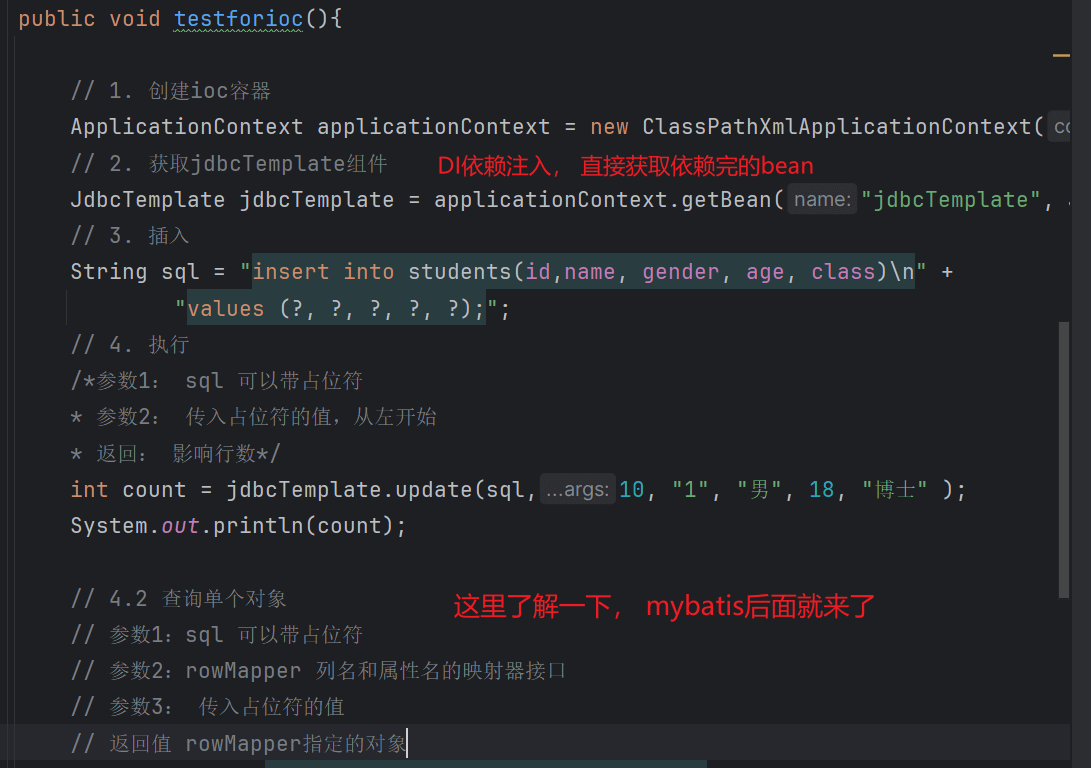 public void testforioc(){
// 1. 创建ioc容器
ApplicationContext applicationContext = new ClassPathXmlApplicationContext(
// 2. 获取jdbcTemplate组件 DI依赖注入， 直接获取依赖完的bean
JdbcTemplate jdbcTemplate = applicationContext.getBean( name: "jdbcTemplate",
// 3. 插入
String sql = "insert into students(id,name, gender, age, class)\n" +
"values (?, ?, ?, ?, ?);";
// 4. 执行
/*参数1： sql 可以带占位符
* 参数2： 传入占位符的值，从左开始
* 返回： 影响行数*/
int count = jdbcTemplate.update(sql, ...args: 10, "1", "男", 18, "博士" );
System.out.println(count);
// 4.2 查询单个对象
这里了解一下， mybatis后面就来了
// 参数1：sql 可以带占位符
// 参数2：rowMapper 列名和属性名的映射器接口
// 参数3： 传入占位符的值
// 返回值 rowMapper指定的对象